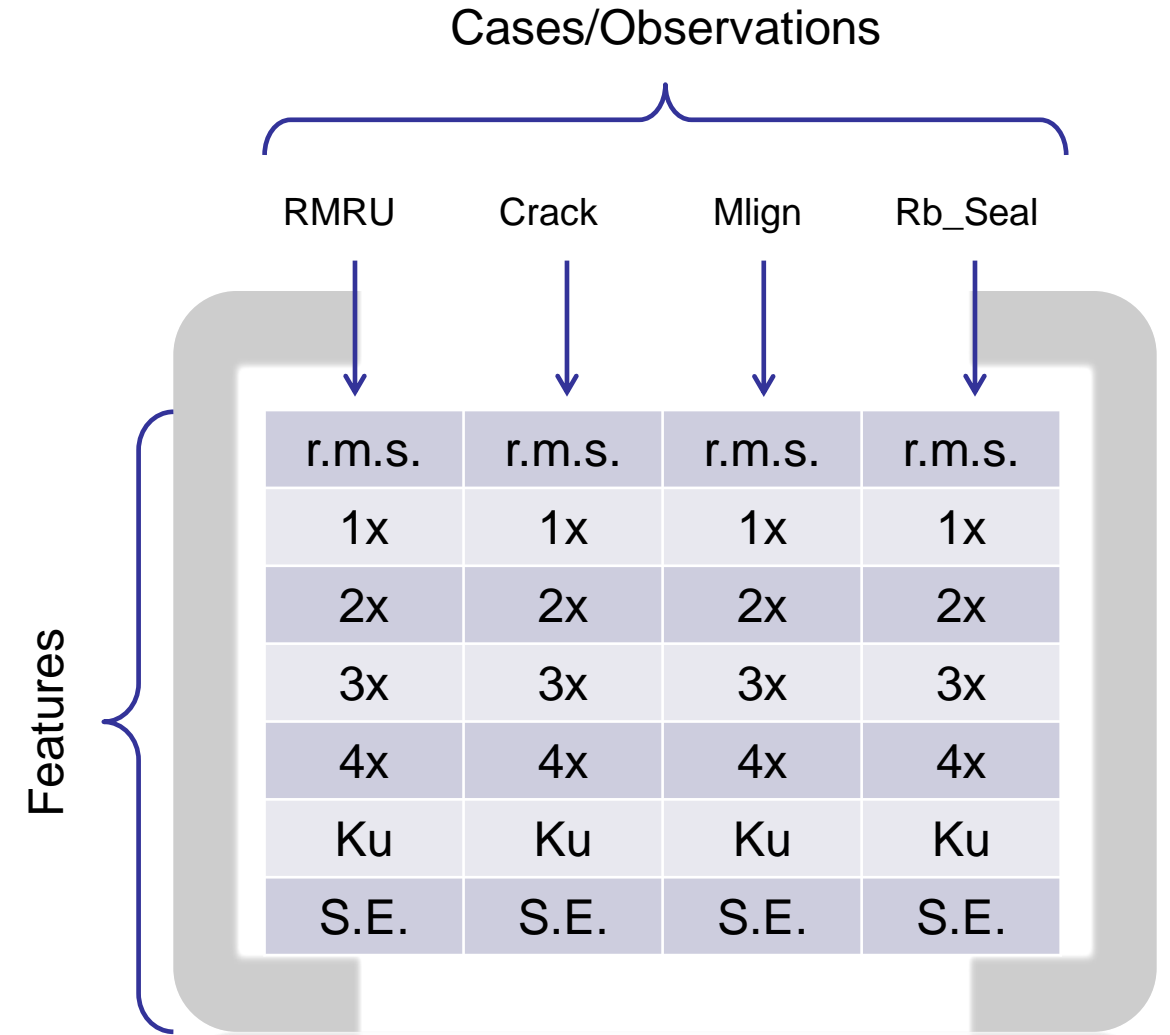 Cases/Observations
RMRU Crack Mlign Rb_Seal
Features
r.m.s. r.m.s. r.m.s. r.m.s.
1x 1x 1x 1x
2x 2x 2x 2x
3x 3x 3x 3x
4x 4x 4x 4x
Ku Ku Ku Ku
S.E. S.E. S.E. S.E.